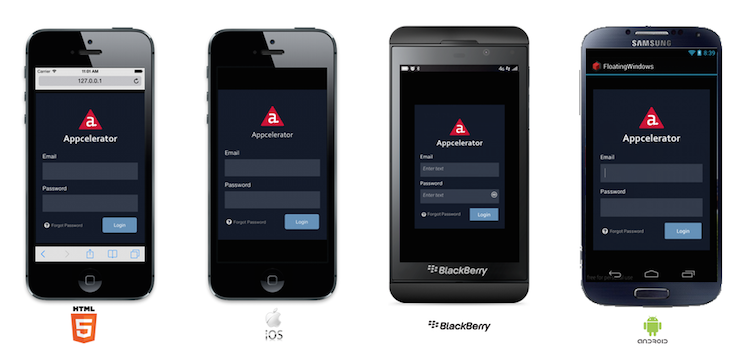 Carrier 11:01 AM
127.0.0.1
a
Appcelerator
Email
Password
? Forgot Password
Login
HTML
5
a
Appcelerator
Email
Password
? Forgot Password
Login
iOS
4G
a
Appcelerator
Email
Enter text
Password
Enter text
? Forgot Password
Login
BlackBerry
BlackBerry
SAMSUNG
8:39
FloatingWindows
a
Appcelerator
Email
Password
? Forgot Password
Login
ANDROID